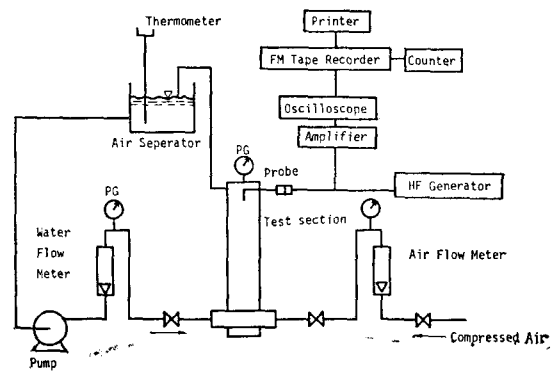 Thermometer
Printer
FM Tape Recorder
Counter
Oscilloscope
Amplifier
Air Seperator
PG
Probe
HF Generator
Test section
PG
PG
Water
Flow
Meter
Air Flow Meter
Pump
Compressed Air